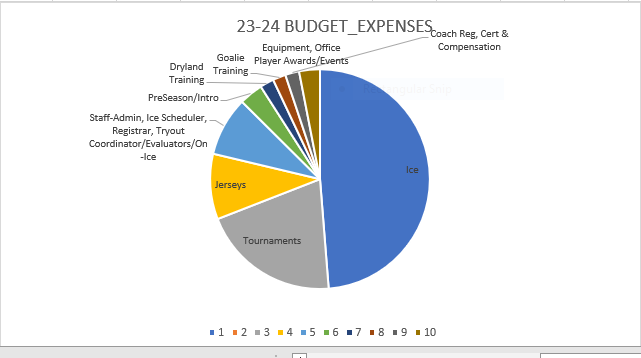 23-24 BUDGET_EXPENSES
Coach Reg, Cert &
Compensation
Equipment, Office
Player Awards/Events
Goalie
Training
Dryland
Training
PreSeason/Intro
Staff-Admin, Ice Scheduler,
Registrar, Tryout
Coordinator/Evaluators/On
-Ice
Ice
Jerseys
Tournaments
1 2 3 4 5 6 7 8 9 10